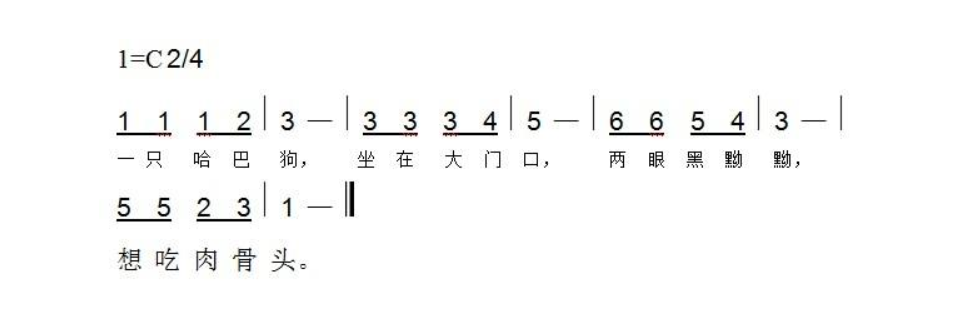 1=C 2/4
1 1 1 2 | 3 — | 3 3 3 4 | 5 — | 6 6 5 4 | 3 — |
一只 哈巴狗， 坐在大门口， 两眼黑黝黝，
5 5 2 3 | 1 — ‖
想吃肉骨头。